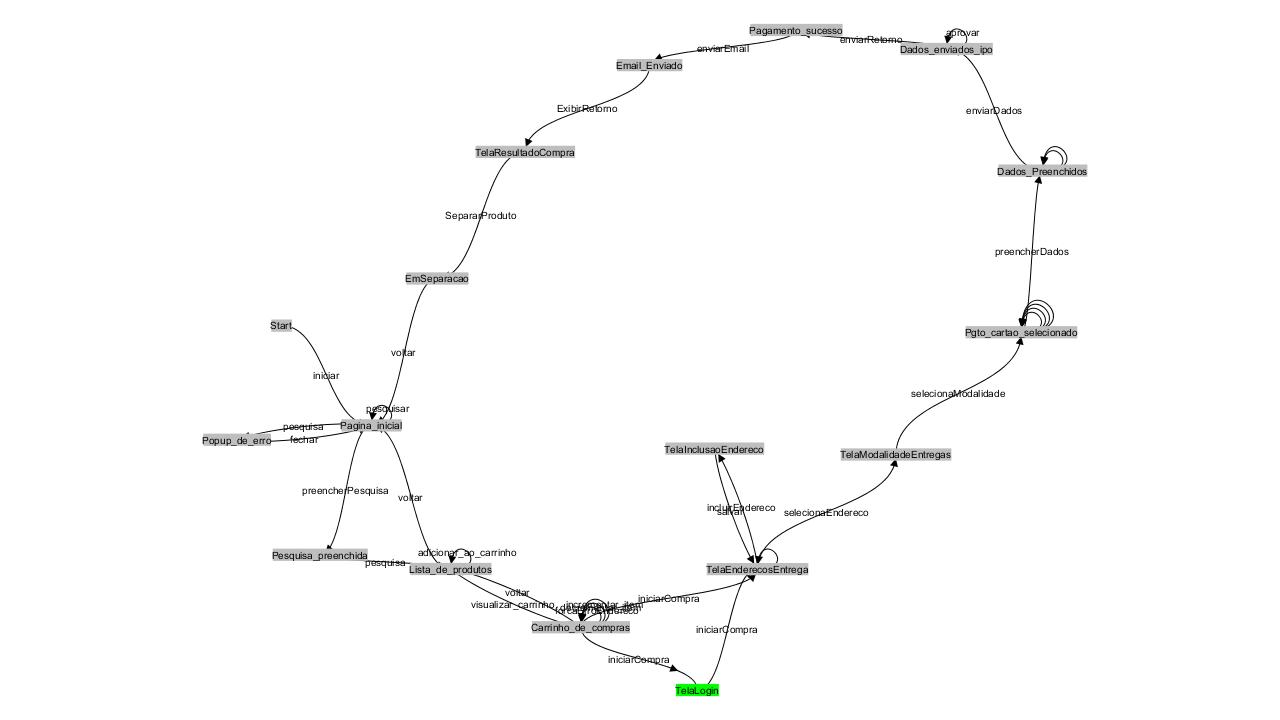 Pagamento_sucesso
aprovar
enviarRetorno
enviarEmail
Dados_enviados_ipo
Email_Enviado
ExibirRetorno
enviarDados
TelaResultadoCompra
Dados_Preenchidos
SepararProduto
preencherDados
EmSeparacao
Start
Pgto_cartao_selecionado
voltar
iniciar
selecionaModalidade
pesquisar
Pagina_inicial
pesquisa
Popup_de_erro
fechar
TelaInclusaoEndereco
TelaModalidadeEntregas
preencherPesquisa
voltar
incluirEndereco
salvar
selecionaEndereco
adicionar_ao_carrinho
Pesquisa_preenchida
pesquisa
Lista_de_produtos
TelaEnderecosEntrega
voltar
iniciarCompra
visualizar_carrinho
incrementar_item
Carrinho_de_compras
iniciarCompra
iniciarCompra
TelaLogin